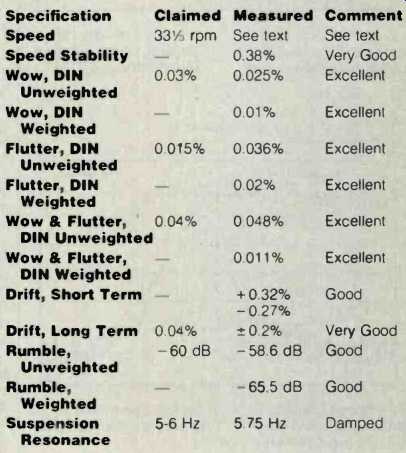 Specification Claimed Measured Comment
Speed 33⅓ rpm See text See text
Speed Stability — 0.38% Very Good
Wow, DIN 0.03% 0.025% Excellent
Unweighted
Wow, DIN — 0.01% Excellent
Weighted
Flutter, DIN 0.015% 0.036% Excellent
Unweighted
Flutter, DIN — 0.02% Excellent
Weighted
Wow & Flutter, 0.04% 0.048% Excellent
DIN Unweighted
Wow & Flutter, — 0.011% Excellent
DIN Weighted
Drift, Short Term — +0.32% Good
−0.27%
Drift, Long Term 0.04% ±0.2% Very Good
Rumble, −60 dB −58.6 dB Good
Unweighted
Rumble, — −65.5 dB Good
Weighted
Suspension 5-6 Hz 5.75 Hz Damped
Resonance